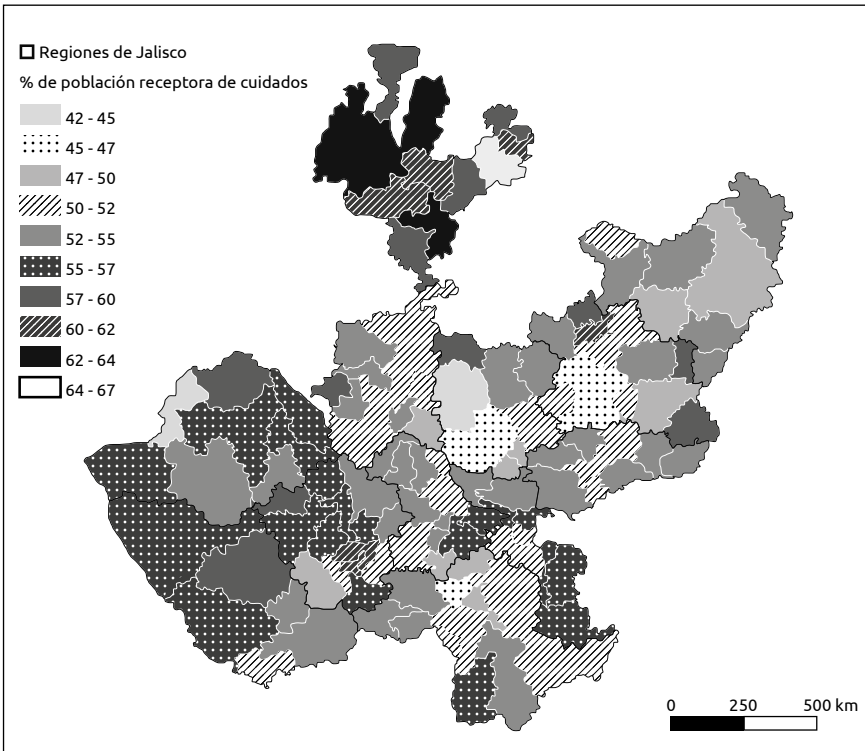 Regiones de Jalisco
% de población receptora de cuidados
42 - 45
45 - 47
47 - 50
50 - 52
52 - 55
55 - 57
57 - 60
60 - 62
62 - 64
64 - 67
0 250 500 km